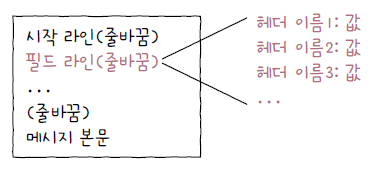 시작 라인(줄바꿈)
필드 라인(줄바꿈)
...
(줄바꿈)
메시지 본문
헤더 이름1: 값
헤더 이름2: 값
헤더 이름3: 값
...